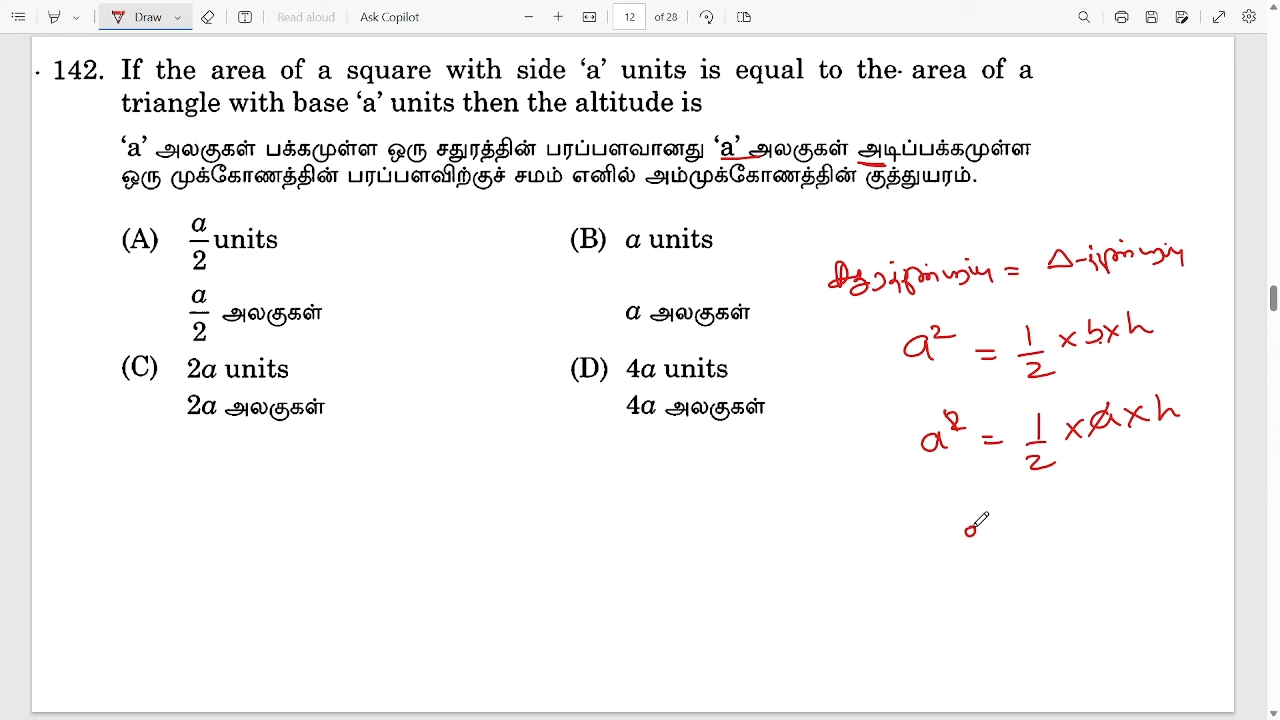 Draw
Read aloud
Ask Copilot
12 of 28
142. If the area of a square with side ‘a’ units is equal to the area of a
triangle with base ‘a’ units then the altitude is
‘a’ அலகுகள் பக்கமுள்ள ஒரு சதுரத்தின் பரப்பளவானது ‘a’ அலகுகள் அடிப்பக்கமுள்ள
ஒரு முக்கோணத்தின் பரப்பளவிற்குச் சமம் எனில் அம்முக்கோணத்தின் குத்துயரம்.
(A) a/2 units (B) a units
a/2 அலகுகள் a அலகுகள்
(C) 2a units (D) 4a units
2a அலகுகள் 4a அலகுகள்
= Δ-
a² = 1/2 × b × h
a² = 1/2 × a × h